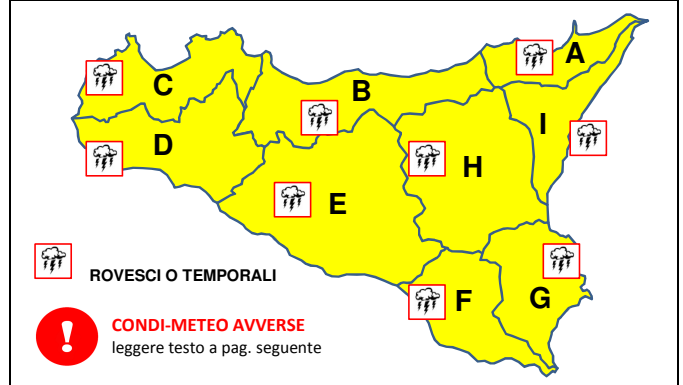 A
C
B
I
D
H
E
ROVESCI O TEMPORALI
F
G
!
CONDI-METEO AVVERSE
leggere testo a pag. seguente